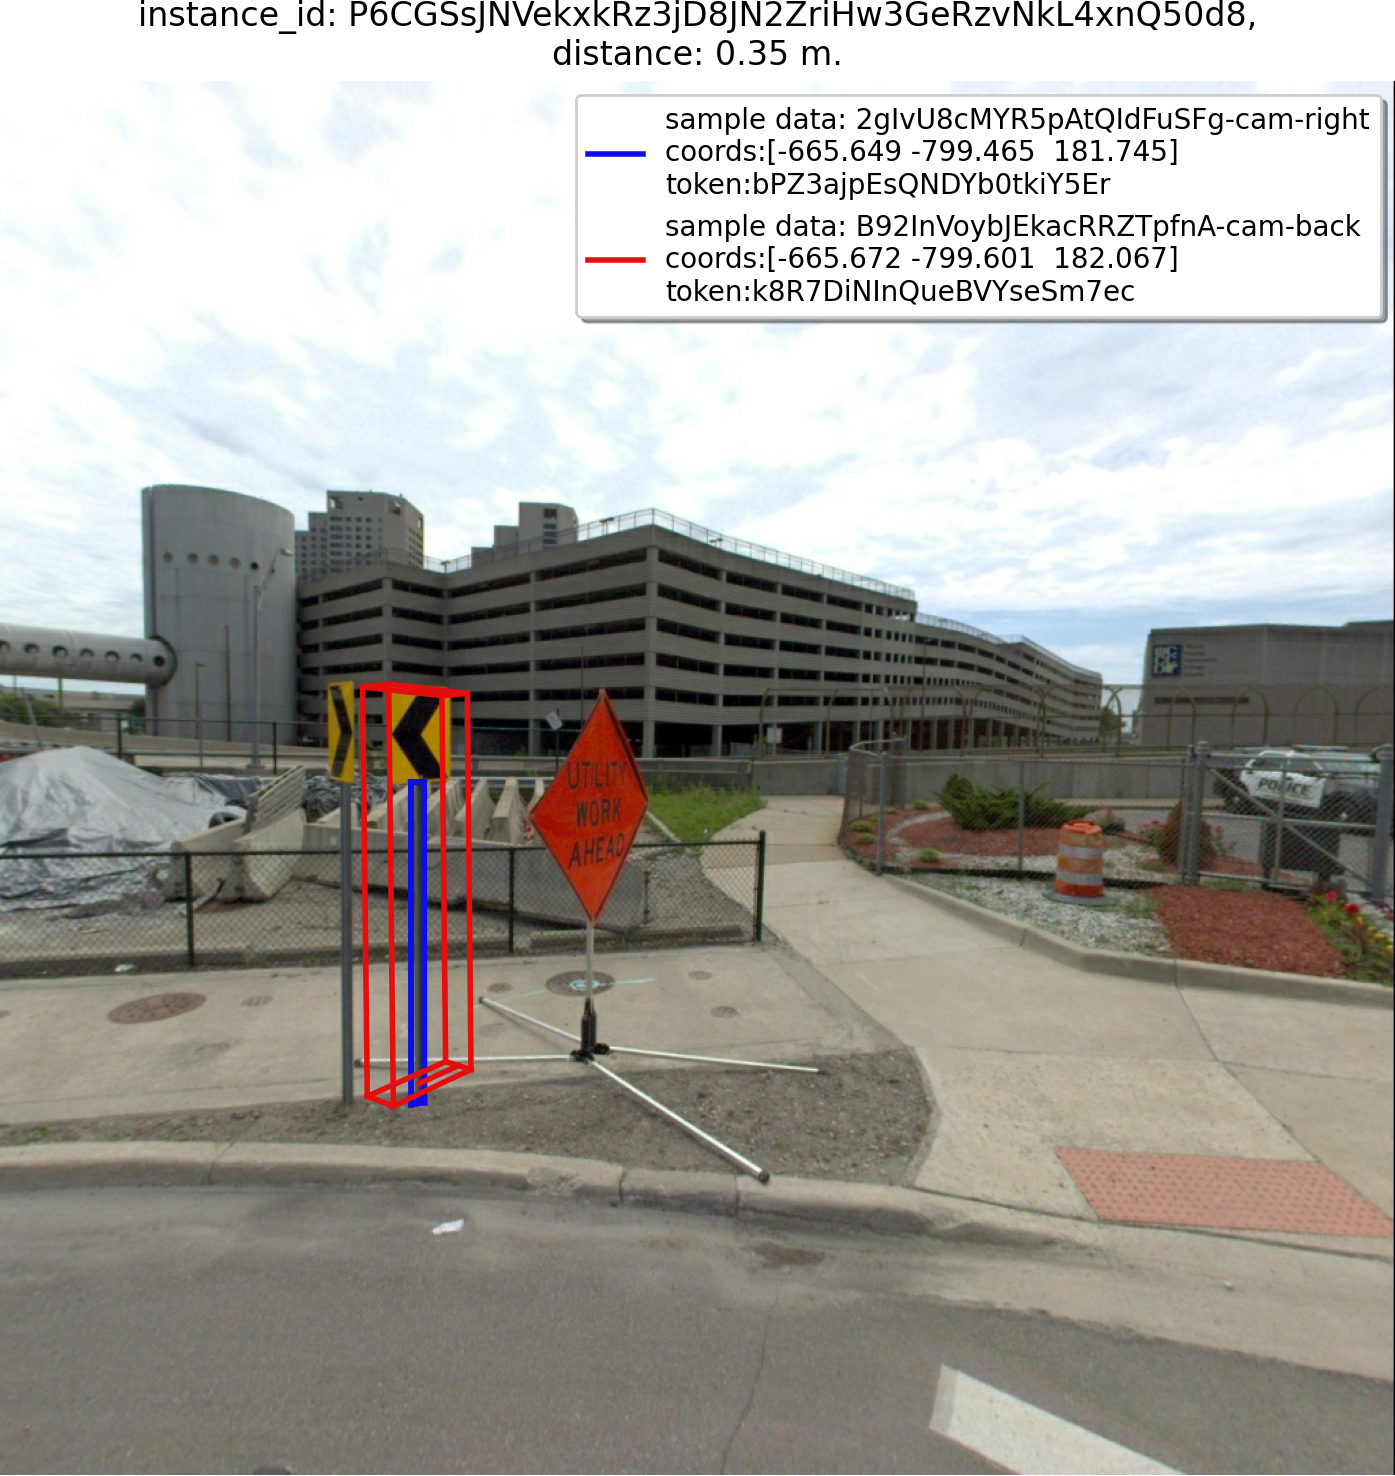 instance_id: P6CGSsJNVekxkRz3jD8JN2ZriHw3GeRzvNkL4xnQ50d8,
distance: 0.35 m.
sample data: 2gIvU8cMYR5pAtQIdFuSFg-cam-right
coords:[-665.649 -799.465  181.745]
token:bPZ3ajpEsQNDYb0tkiY5Er
sample data: B92InVoybJEkacRRZTpfnA-cam-back
coords:[-665.672 -799.601  182.067]
token:k8R7DiNInQueBVYseSm7ec
UTILITY
WORK
AHEAD
POLICE